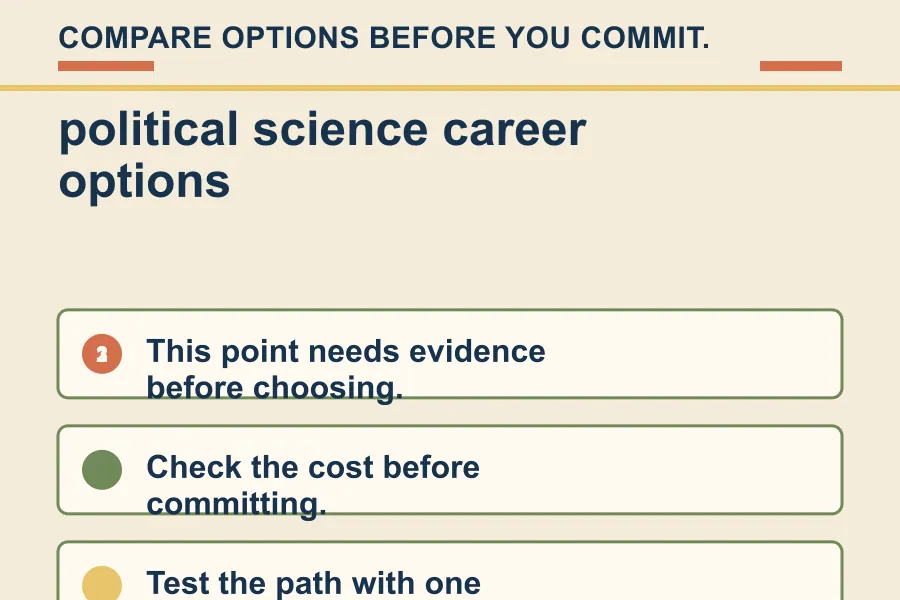 COMPARE OPTIONS BEFORE YOU COMMIT.
political science career
options
This point needs evidence
before choosing.
Check the cost before
committing.
Test the path with one